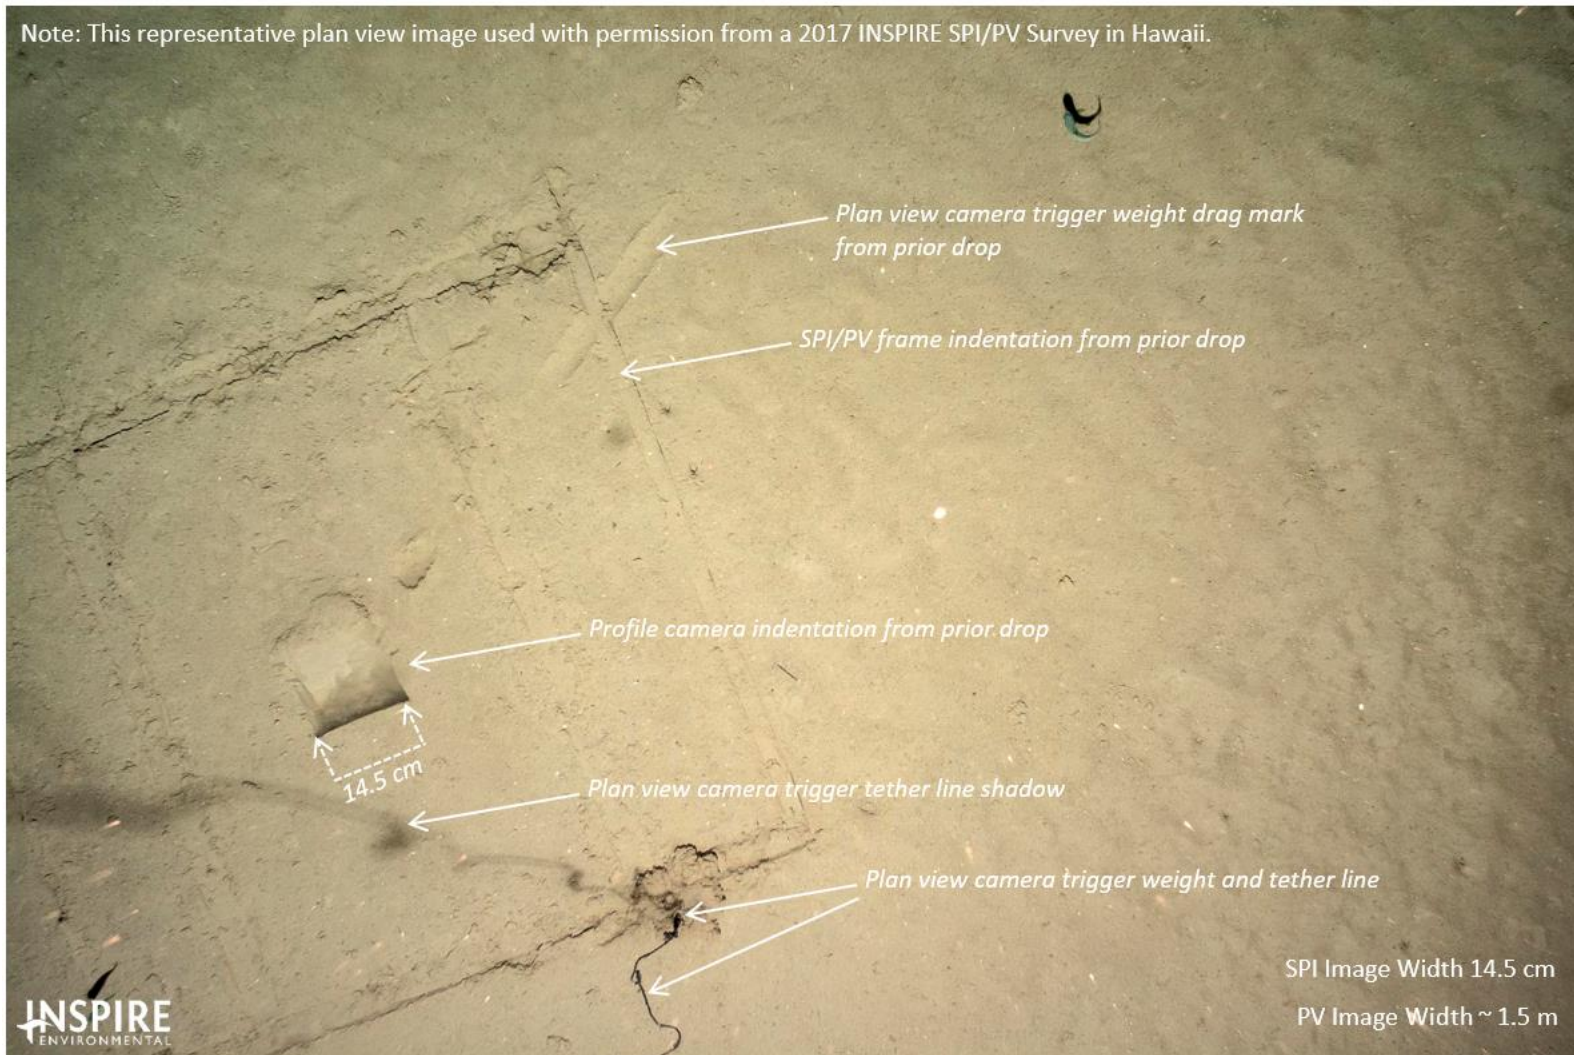 Note: This representative plan view image used with permission from a 2017 INSPIRE SPI/PV Survey in Hawaii.
Plan view camera trigger weight drag mark
from prior drop
SPI/PV frame indentation from prior drop
Profile camera indentation from prior drop
14.5 cm
Plan view camera trigger tether line shadow
Plan view camera trigger weight and tether line
SPI Image Width 14.5 cm
PV Image Width ~ 1.5 m
INSPIRE
ENVIRONMENTAL